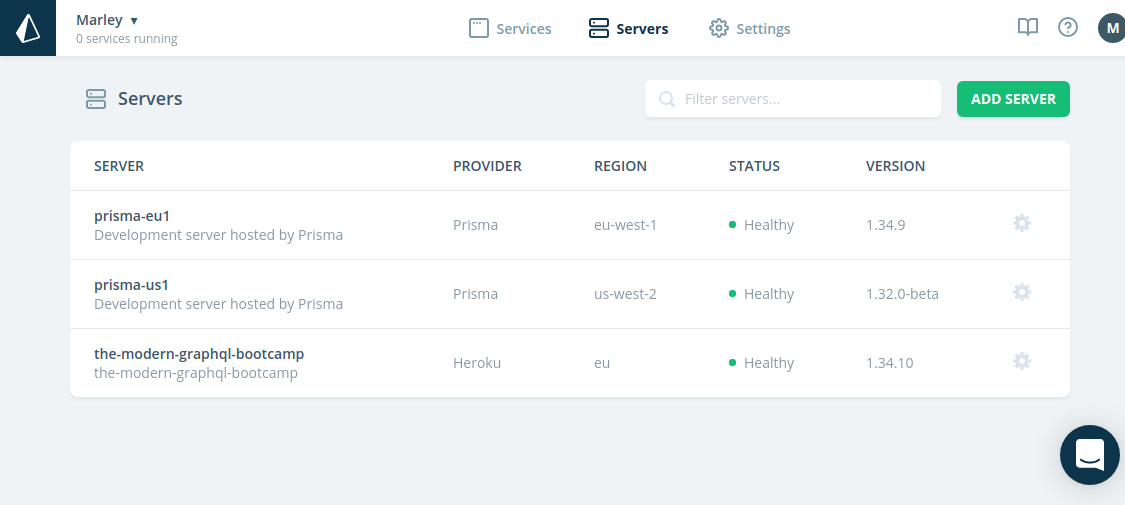 Marley ▼
0 services running
Services
Servers
Settings
M
Servers
Filter servers...
ADD SERVER
SERVER PROVIDER REGION STATUS VERSION
prisma-eu1
Development server hosted by Prisma
Prisma eu-west-1 Healthy 1.34.9
prisma-us1
Development server hosted by Prisma
Prisma us-west-2 Healthy 1.32.0-beta
the-modern-graphql-bootcamp
the-modern-graphql-bootcamp
Heroku eu Healthy 1.34.10